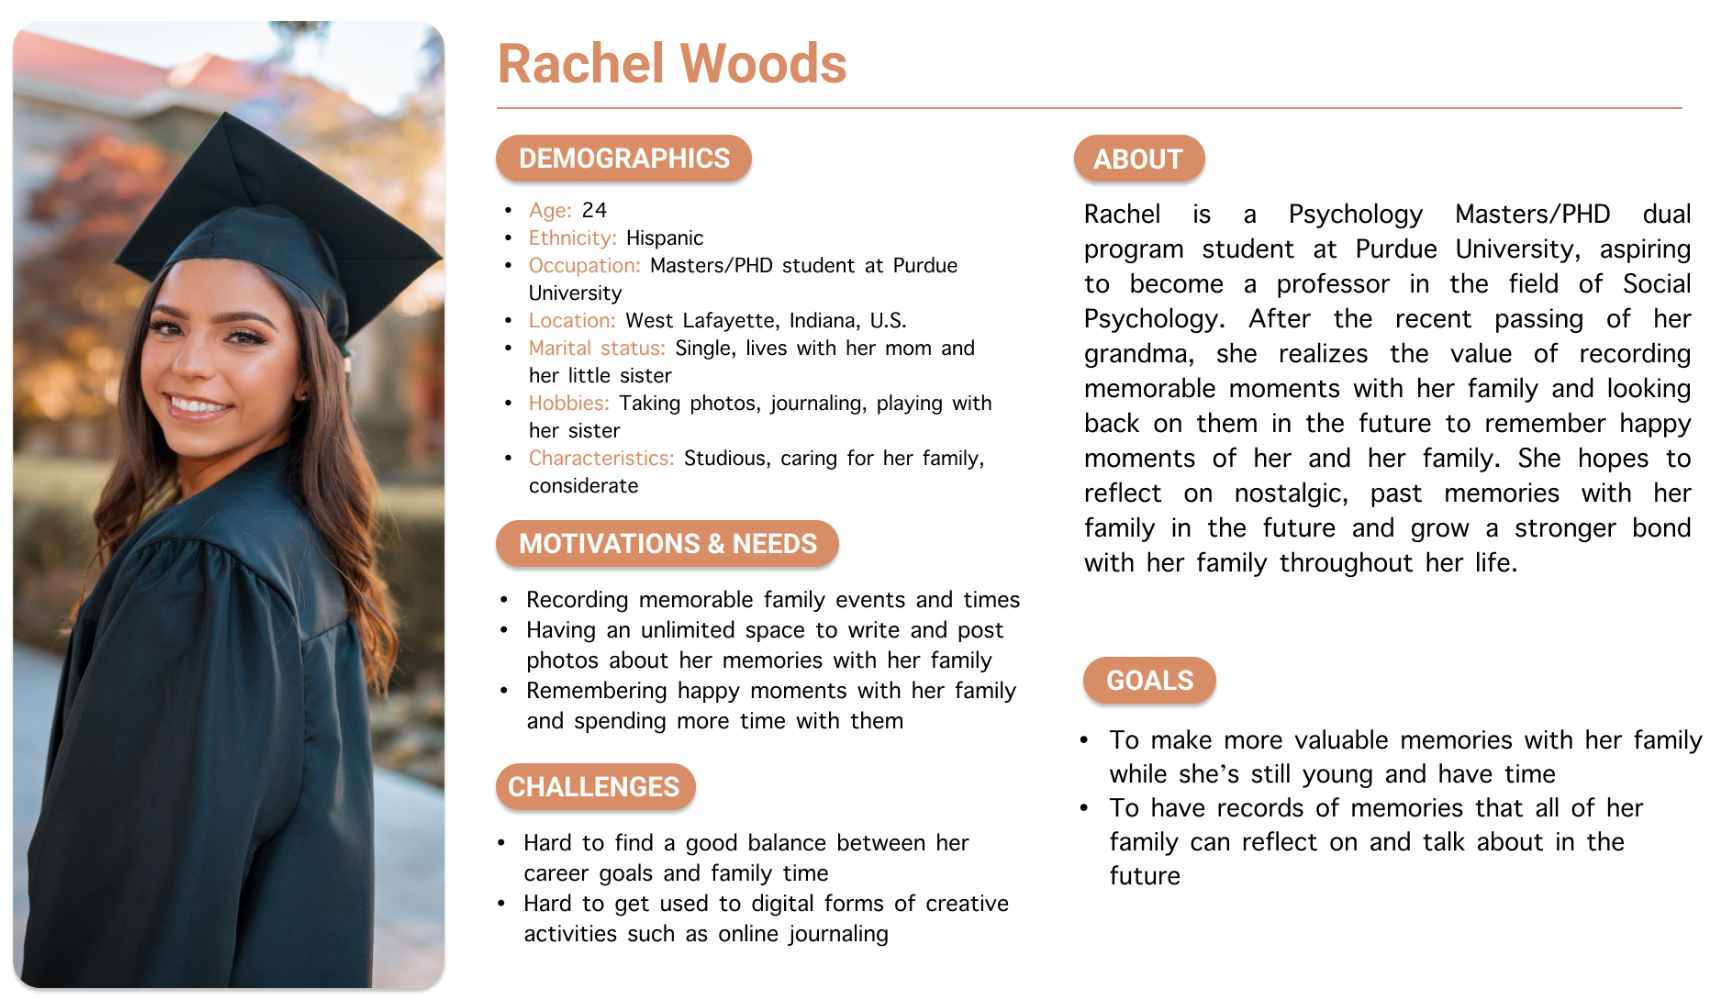 Rachel Woods
DEMOGRAPHICS
• Age: 24
• Ethnicity: Hispanic
• Occupation: Masters/PHD student at Purdue
University
• Location: West Lafayette, Indiana, U.S.
• Marital status: Single, lives with her mom and
her little sister
• Hobbies: Taking photos, journaling, playing with
her sister
• Characteristics: Studious, caring for her family,
considerate
MOTIVATIONS & NEEDS
• Recording memorable family events and times
• Having an unlimited space to write and post
photos about her memories with her family
• Remembering happy moments with her family
and spending more time with them
CHALLENGES
• Hard to find a good balance between her
career goals and family time
• Hard to get used to digital forms of creative
activities such as online journaling
ABOUT
Rachel is a Psychology Masters/PHD dual
program student at Purdue University, aspiring
to become a professor in the field of Social
Psychology. After the recent passing of her
grandma, she realizes the value of recording
memorable moments with her family and looking
back on them in the future to remember happy
moments of her and her family. She hopes to
reflect on nostalgic, past memories with her
family in the future and grow a stronger bond
with her family throughout her life.
GOALS
• To make more valuable memories with her family
while she’s still young and have time
• To have records of memories that all of her
family can reflect on and talk about in the
future